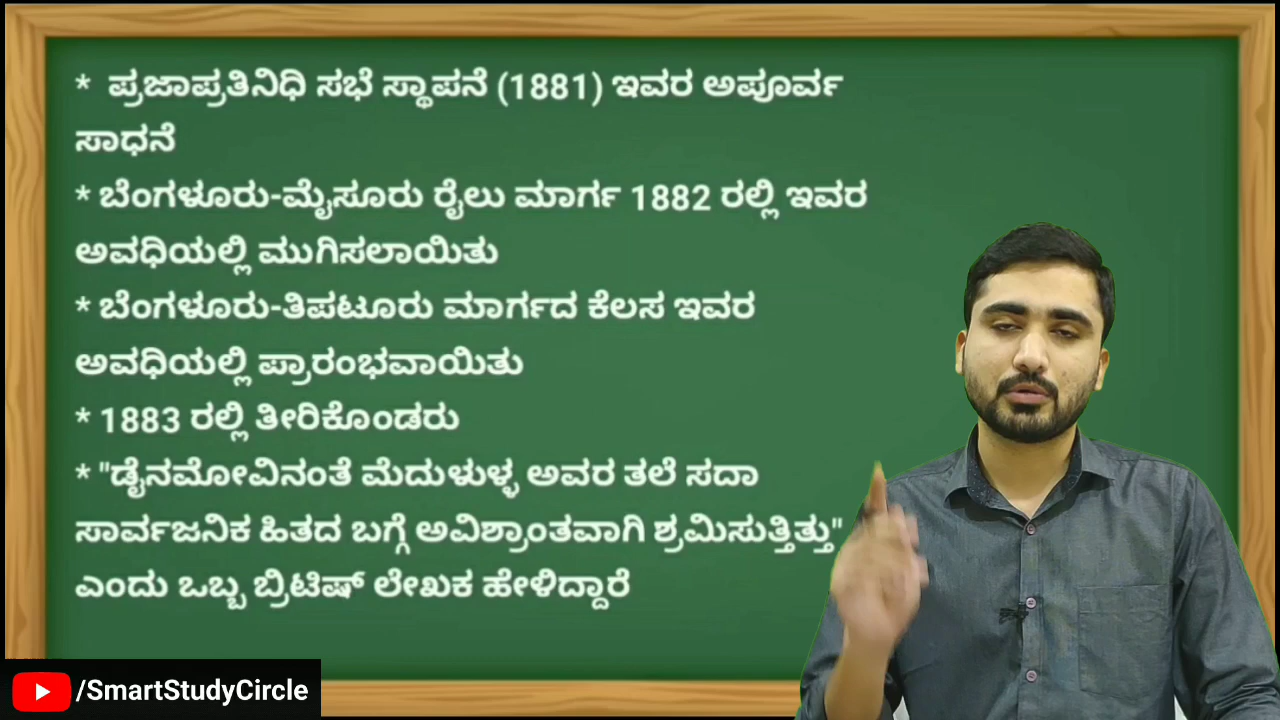 * ಪ್ರಜಾಪ್ರತಿನಿಧಿ ಸಭೆ ಸ್ಥಾಪನೆ (1881) ಇವರ ಅಪೂರ್ವ
ಸಾಧನೆ
* ಬೆಂಗಳೂರು-ಮೈಸೂರು ರೈಲು ಮಾರ್ಗ 1882 ರಲ್ಲಿ ಇವರ
ಅವಧಿಯಲ್ಲಿ ಮುಗಿಸಲಾಯಿತು
* ಬೆಂಗಳೂರು-ತಿಪಟೂರು ಮಾರ್ಗದ ಕೆಲಸ ಇವರ
ಅವಧಿಯಲ್ಲಿ ಪ್ರಾರಂಭವಾಯಿತು
* 1883 ರಲ್ಲಿ ತೀರಿಕೊಂಡರು
* "ಡೈನಮೋವಿನಂತೆ ಮೆದುಳುಳ್ಳ ಅವರ ತಲೆ ಸದಾ
ಸಾರ್ವಜನಿಕ ಹಿತದ ಬಗ್ಗೆ ಅವಿಶ್ರಾಂತವಾಗಿ ಶ್ರಮಿಸುತ್ತಿತ್ತು"
ಎಂದು ಒಬ್ಬ ಬ್ರಿಟಿಷ್ ಲೇಖಕ ಹೇಳಿದ್ದಾರೆ
/SmartStudyCircle